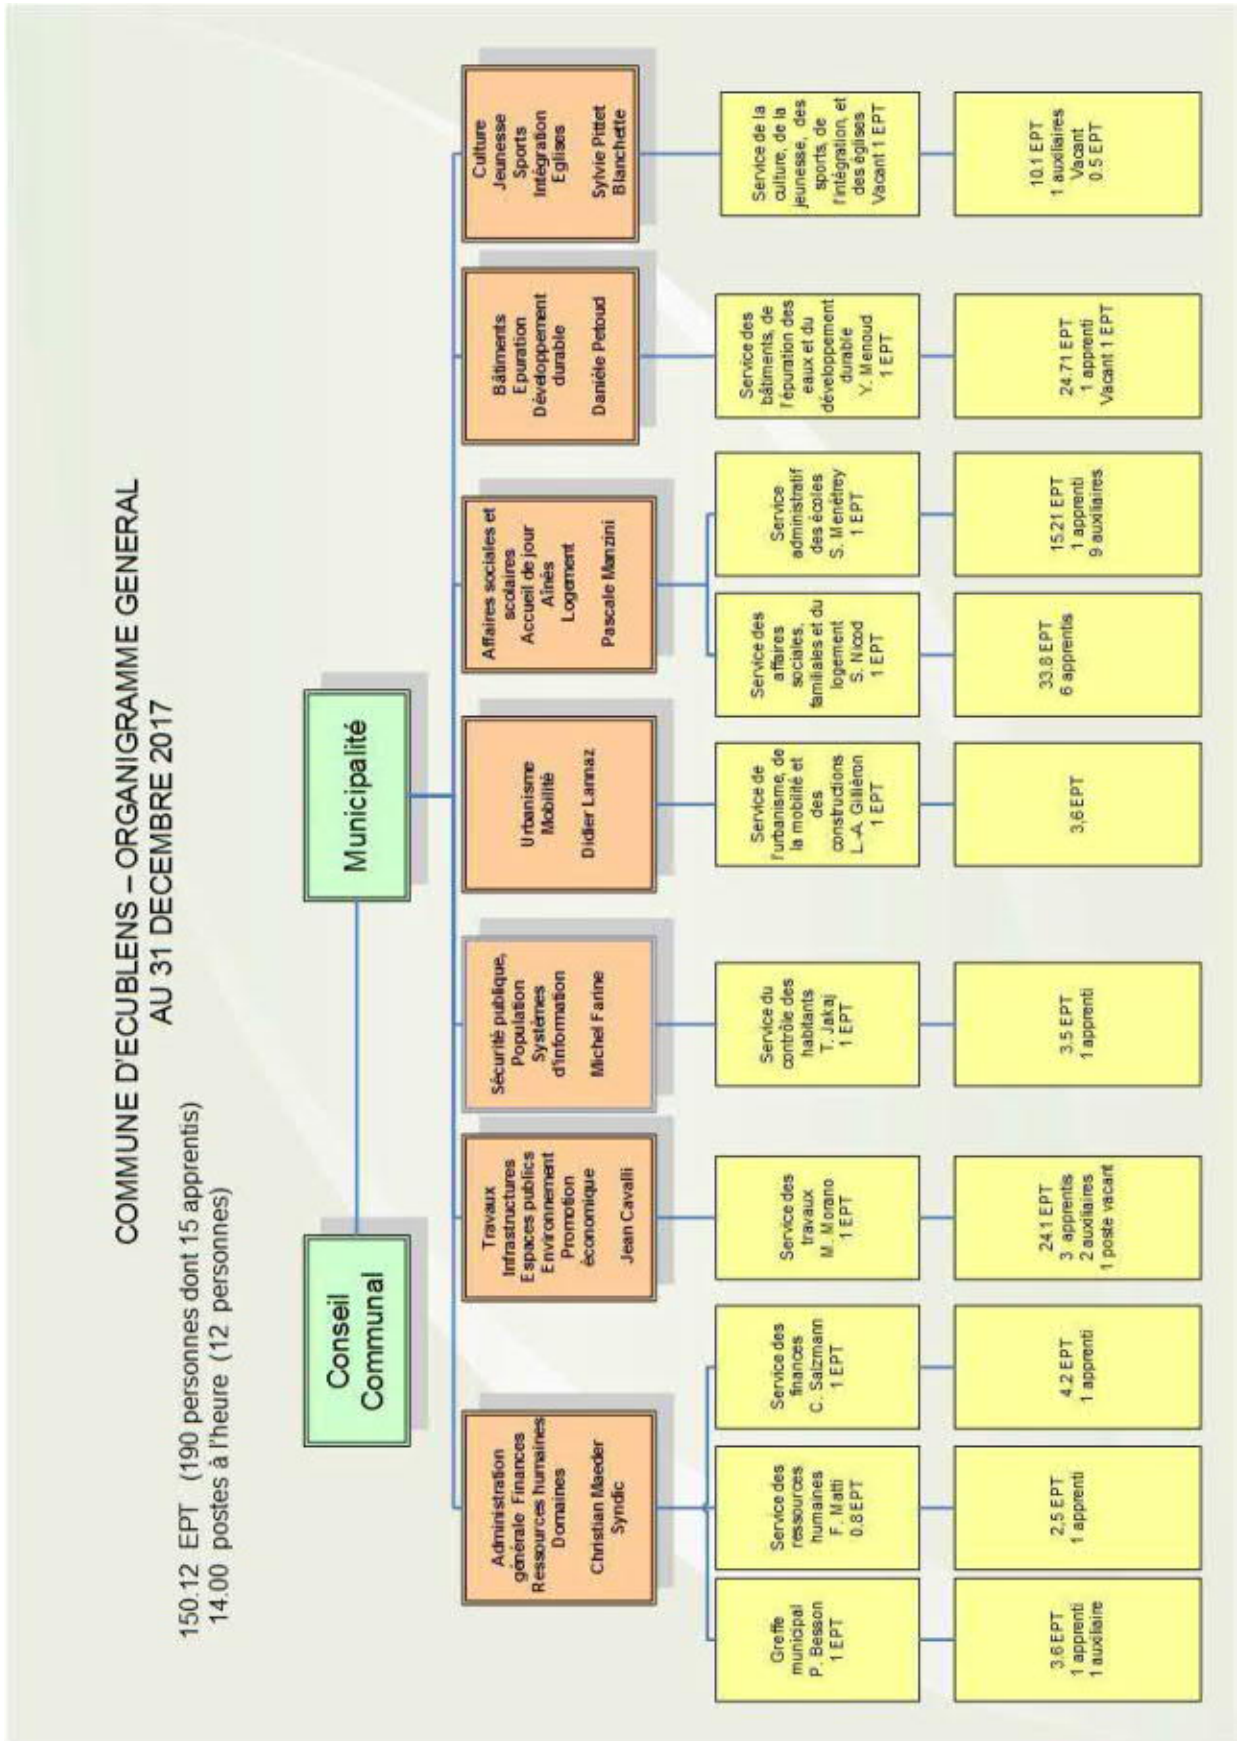 COMMUNE D'ECUBLENS – ORGANIGRAMME GENERAL
AU 31 DECEMBRE 2017
150.12 EPT (190 personnes dont 15 apprentis)
14.00 postes à l'heure (12 personnes)
Conseil
Communal
Municipalité
Administration
générale Finances
Ressources humaines
Domaines
Christian Maeder
Syndic
Travaux
Infrastructures
Espaces publics
Environnement
Promotion
économique
Jean Cavalli
Sécurité publique,
Population
Systèmes
d'information
Michel Farine
Urbanisme
Mobilité
Didier Lannaz
Affaires sociales et
scolaires
Accueil de jour
Aînés
Logement
Pascale Manzini
Bâtiments
Epuration
Développement
durable
Danièle Petoud
Culture
Jeunesse
Sports
Intégration
Eglises
Sylvie Pittet
Blanchette
Greffe
municipal
P. Besson
1 EPT
Service des
ressources
humaines
F. Matti
0.8 EPT
Service des
finances
C. Salzmann
1 EPT
Service des
travaux
M. Morano
1 EPT
Service du
contrôle des
habitants
T. Jakaj
1 EPT
Service de
l'urbanisme, de
la mobilité et
des
constructions
L.-A. Gilliéron
1 EPT
Service des
affaires
sociales,
familiales et du
logement
S. Nicod
1 EPT
Service
administratif
des écoles
S. Menétrey
1 EPT
Service des
bâtiments, de
l'épuration des
eaux et du
développement
durable
Y. Menoud
1 EPT
Service de la
culture, de la
jeunesse, des
sports, de
l'intégration, et
des églises
Vacant 1 EPT
3.6 EPT
1 apprenti
1 auxiliaire
2,5 EPT
1 apprenti
4.2 EPT
1 apprenti
24.1 EPT
3 apprentis
2 auxiliaires
1 poste vacant
3.5 EPT
1 apprenti
3,6 EPT
33.8 EPT
6 apprentis
15.21 EPT
1 apprenti
9 auxiliaires
24.71 EPT
1 apprenti
Vacant 1 EPT
10.1 EPT
1 auxiliaires
Vacant
0.5 EPT